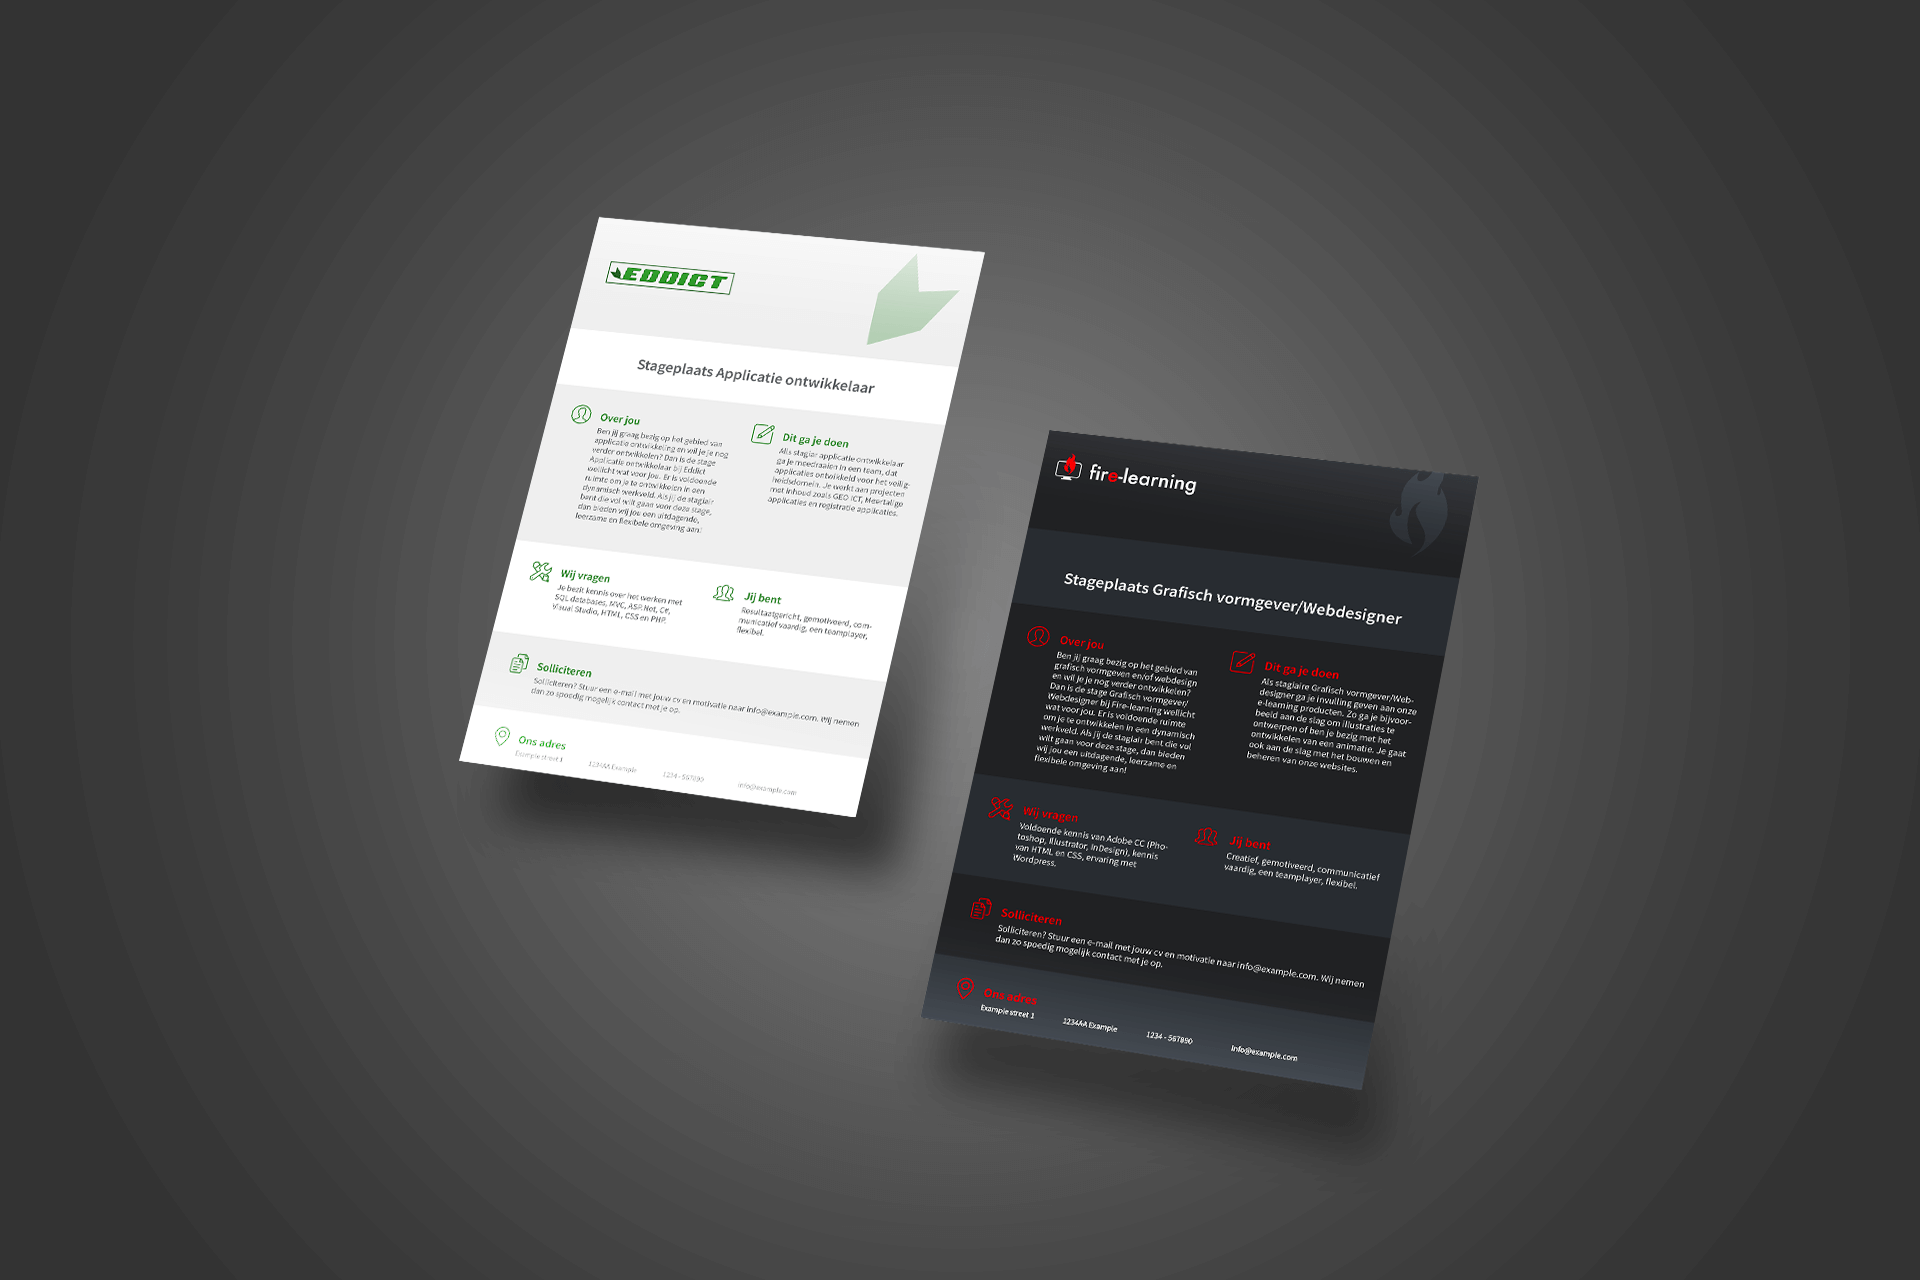 EDDICT
Stageplaats Applicatie ontwikkelaar
Over jou
Ben jij graag bezig op het gebied van
applicatie ontwikkeling en wil je je nog
verder ontwikkelen? Dan is de stage
Applicatie ontwikkelaar bij Eddict
wellicht wat voor jou. Er is voldoende
ruimte om je te ontwikkelen in een
dynamisch werkveld. Als jij de stagiair
bent die vol wilt gaan voor deze stage,
dan bieden wij jou een uitdagende,
leerzame en flexibele omgeving aan!
Dit ga je doen
Als stagiar applicatie ontwikkelaar
ga je meedraaien in een team, dat
applicaties ontwikkeld voor het veilig-
heidsdomein. Je werkt aan projecten
met inhoud zoals GEO ICT, Meertalige
applicaties en registratie applicaties.
Wij vragen
Je bezit kennis over het werken met
SQL databases, MVC, ASP.Net, C#,
Visual Studio, HTML, CSS en PHP.
Jij bent
Resultaatgericht, gemotiveerd, com-
municatief vaardig, een teamplayer,
flexibel.
Solliciteren
Solliciteren? Stuur een e-mail met jouw cv en motivatie naar info@example.com. Wij nemen
dan zo spoedig mogelijk contact met je op.
Ons adres
Example street 1
1234AA Example
1234 - 567890
info@example.com
fire-learning
Stageplaats Grafisch vormgever/Webdesigner
Over jou
Ben jij graag bezig op het gebied van
grafisch vormgeven en/of webdesign
en wil je je nog verder ontwikkelen?
Dan is de stage Grafisch vormgever/
Webdesigner bij Fire-learning wellicht
wat voor jou. Er is voldoende ruimte
om je te ontwikkelen in een dynamisch
werkveld. Als jij de stagiair bent die vol
wilt gaan voor deze stage, dan bieden
wij jou een uitdagende, leerzame en
flexibele omgeving aan!
Dit ga je doen
Als stagiaire Grafisch vormgever/Web-
designer ga je invulling geven aan onze
e-learning producten. Zo ga je bijvoor-
beeld aan de slag om illustraties te
ontwerpen of ben je bezig met het
ontwikkelen van een animatie. Je gaat
ook aan de slag met het bouwen en
beheren van onze websites.
Wij vragen
Voldoende kennis van Adobe CC (Pho-
toshop, Illustrator, InDesign), kennis
van HTML en CSS, ervaring met
Wordpress.
Jij bent
Creatief, gemotiveerd, communicatief
vaardig, een teamplayer, flexibel.
Solliciteren
Solliciteren? Stuur een e-mail met jouw cv en motivatie naar info@example.com. Wij nemen
dan zo spoedig mogelijk contact met je op.
Ons adres
Example street 1
1234AA Example
1234 - 567890
info@example.com